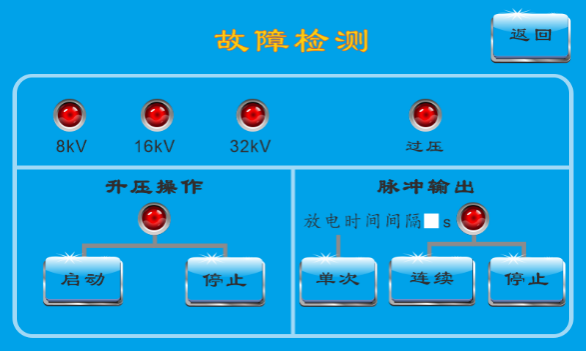 故障检测
返回
8kV 16kV 32kV 过压
升压操作
脉冲输出
放电时间间隔 s
启动 停止
单次 连续 停止